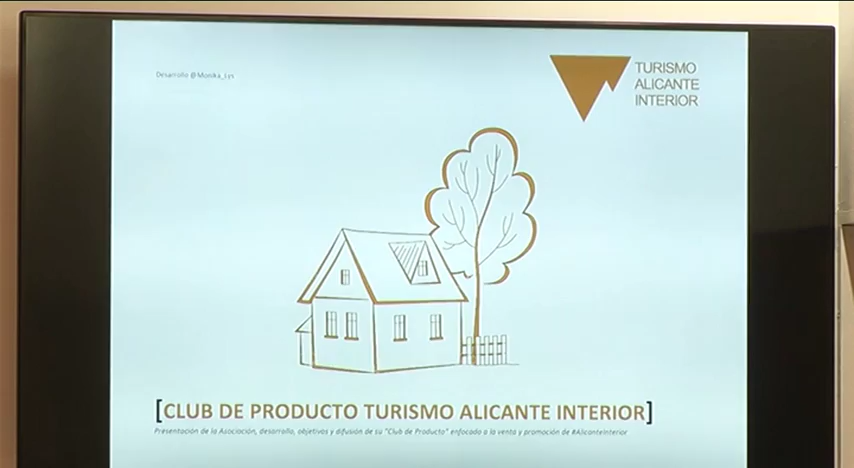 Desarrollo @Monika_Lys
TURISMO
ALICANTE
INTERIOR
[CLUB DE PRODUCTO TURISMO ALICANTE INTERIOR]
Presentación de la Asociación, desarrollo, objetivos y difusión de su "Club de Producto" enfocado a la venta y promoción de #AlicanteInterior